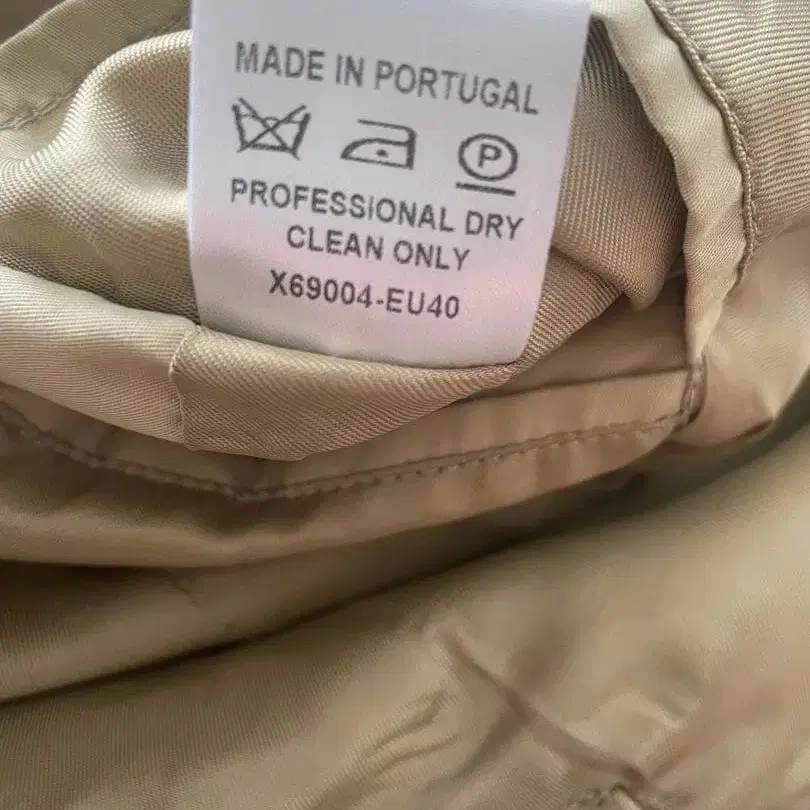 MADE IN PORTUGAL
P
PROFESSIONAL DRY
CLEAN ONLY
X69004-EU40